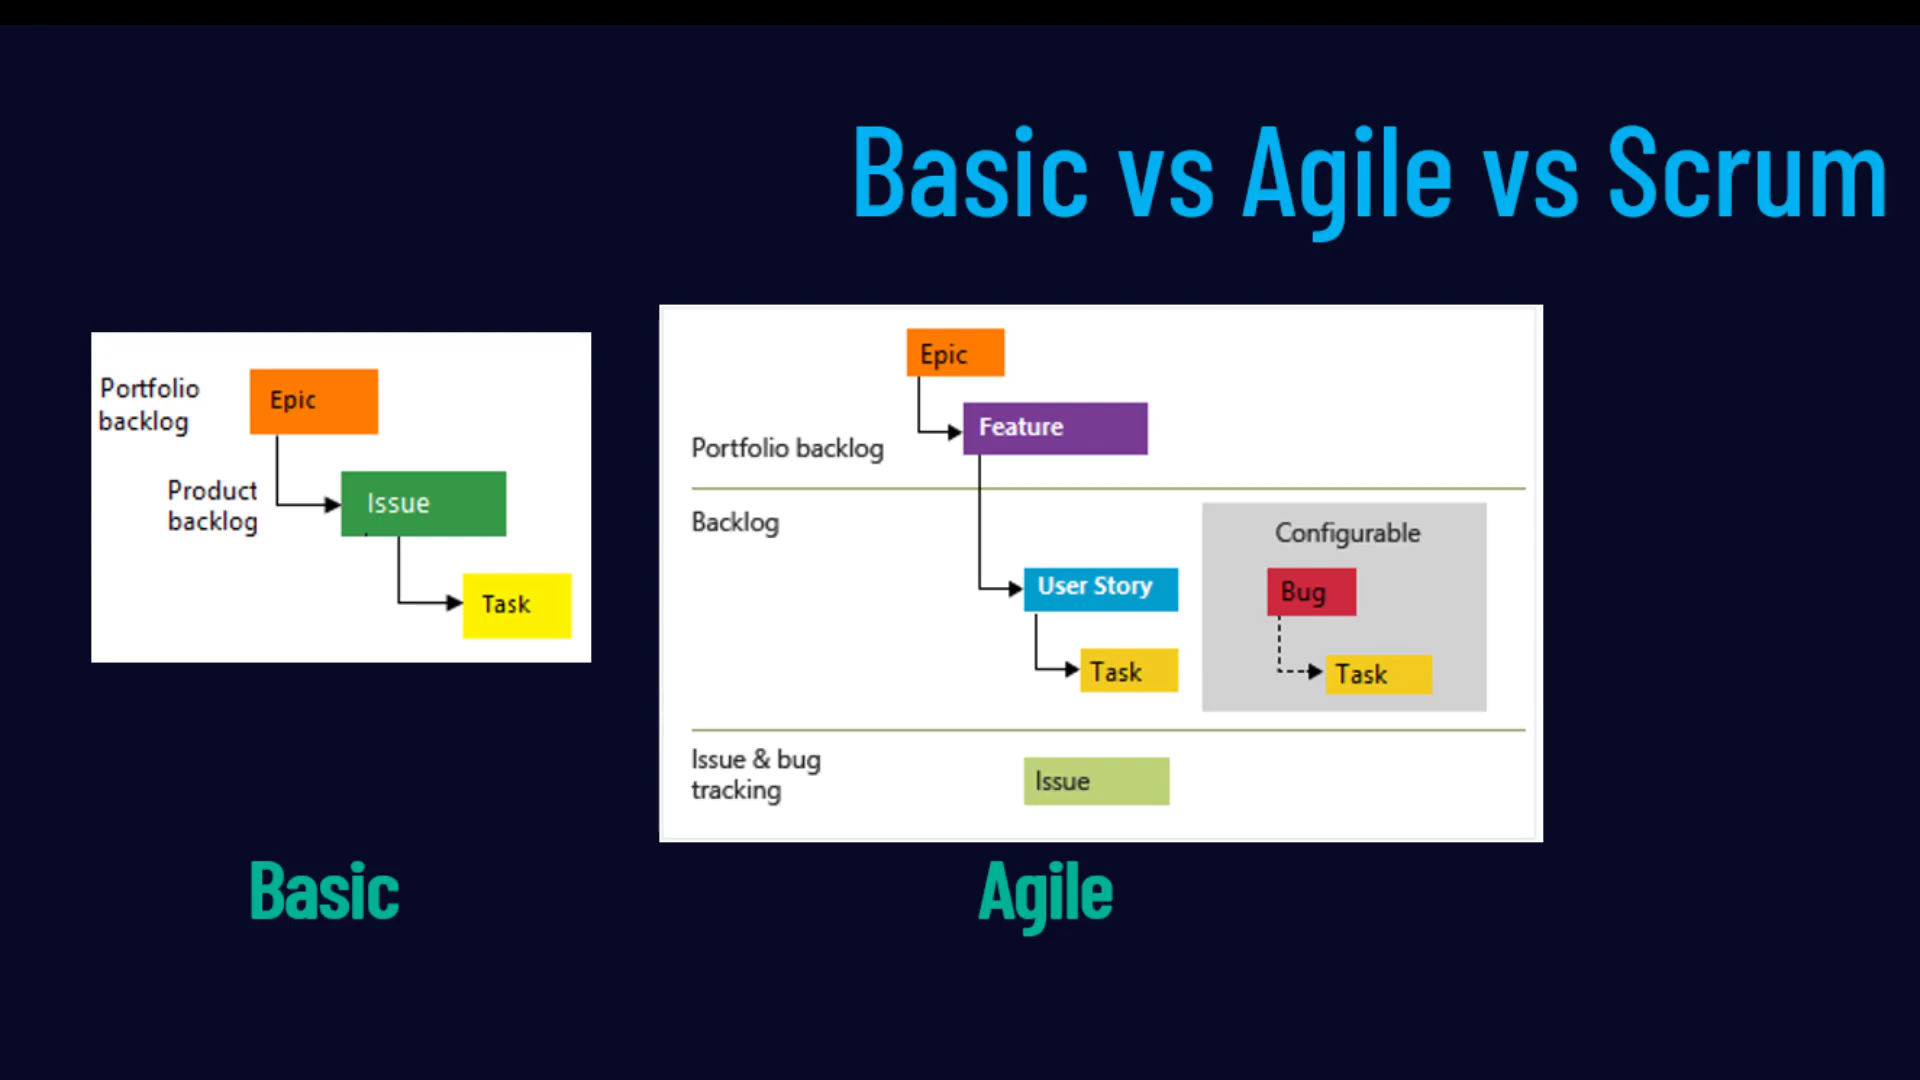 Basic vs Agile vs Scrum
Portfolio
backlog
Epic
Product
backlog
Issue
Task
Basic
Epic
Feature
Portfolio backlog
Backlog
User Story
Task
Configurable
Bug
Task
Issue & bug
tracking
Issue
Agile